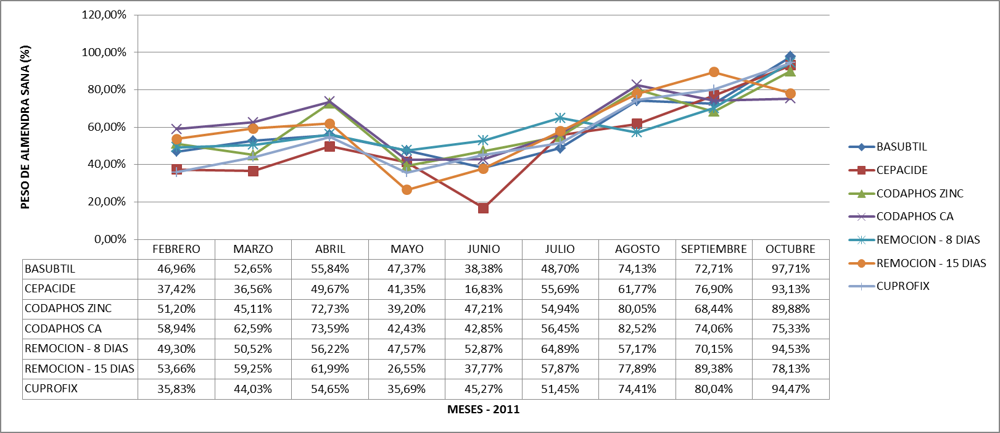 120,00%
100,00%
80,00%
60,00%
40,00%
20,00%
0,00%
PESO DE ALMENDRA SANA (%)
FEBRERO MARZO ABRIL MAYO JUNIO JULIO AGOSTO SEPTIEMBRE OCTUBRE
BASUBTIL 46,96% 52,65% 55,84% 47,37% 38,38% 48,70% 74,13% 72,71% 97,71%
CEPACIDE 37,42% 36,56% 49,67% 41,35% 16,83% 55,69% 61,77% 76,90% 93,13%
CODAPHOS ZINC 51,20% 45,11% 72,73% 39,20% 47,21% 54,94% 80,05% 68,44% 89,88%
CODAPHOS CA 58,94% 62,59% 73,59% 42,43% 42,85% 56,45% 82,52% 74,06% 75,33%
REMOCION - 8 DIAS 49,30% 50,52% 56,22% 47,57% 52,87% 64,89% 57,17% 70,15% 94,53%
REMOCION - 15 DIAS 53,66% 59,25% 61,99% 26,55% 37,77% 57,87% 77,89% 89,38% 78,13%
CUPROFIX 35,83% 44,03% 54,65% 35,69% 45,27% 51,45% 74,41% 80,04% 94,47%
MESES - 2011
BASUBTIL
CEPACIDE
CODAPHOS ZINC
CODAPHOS CA
REMOCION - 8 DIAS
REMOCION - 15 DIAS
CUPROFIX